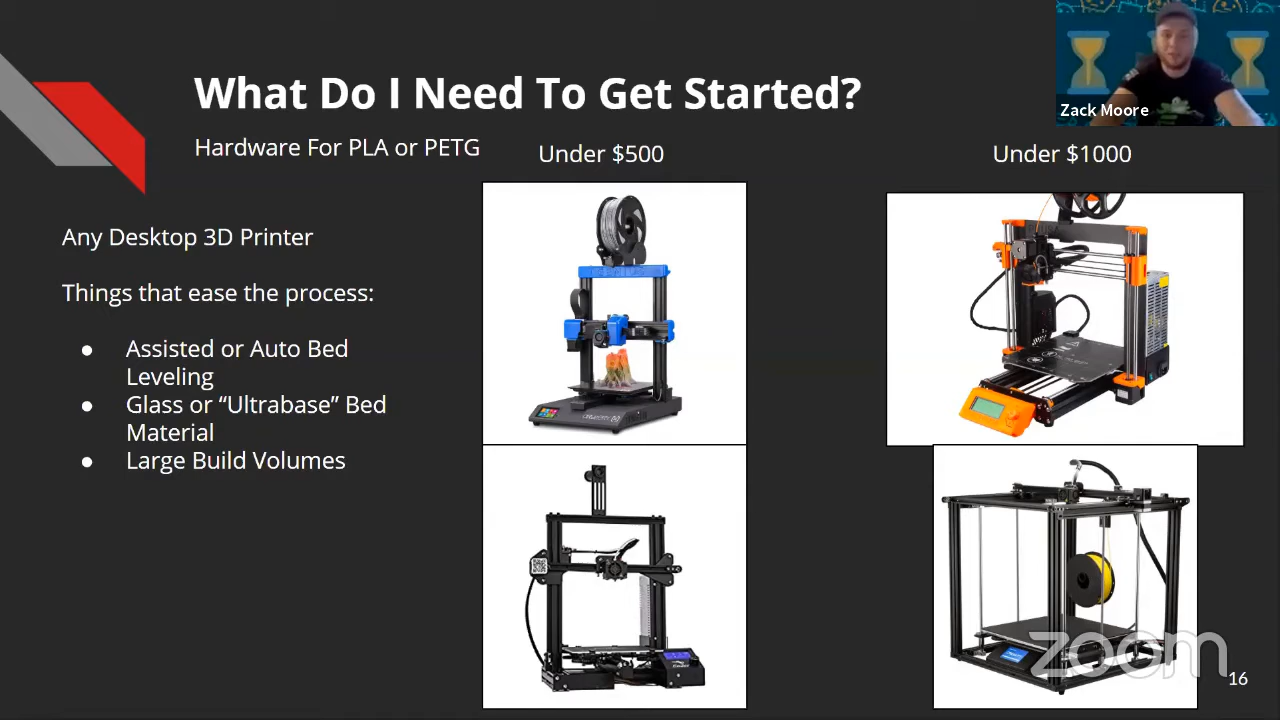 What Do I Need To Get Started?
Zack Moore
Hardware For PLA or PETG
Under $500
Under $1000
Any Desktop 3D Printer
Things that ease the process:
● Assisted or Auto Bed
Leveling
● Glass or “Ultrabase” Bed
Material
● Large Build Volumes
zoom
16